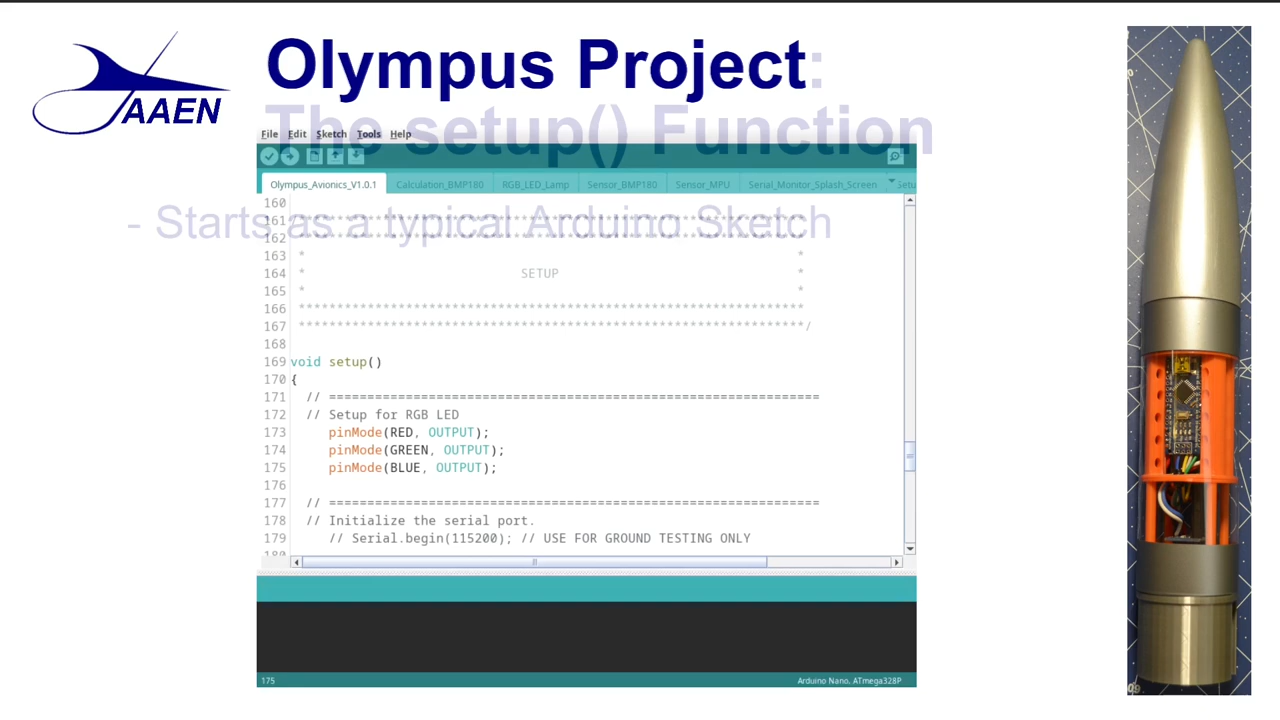 AAEN
Olympus Project:
The setup() Function
- Starts as a typical Arduino Sketch
File Edit Sketch Tools Help
Olympus_Avionics_V1.0.1 Calculation_BMP180 RGB_LED_Lamp Sensor_BMP180 Sensor_MPU Serial_Monitor_Splash_Screen Setu
160
161 *******************************************************************
162 *******************************************************************
163 * *
164 * SETUP *
165 * *
166 *******************************************************************
167 *******************************************************************/
168
169 void setup()
170 {
171 // ================================================================
172 // Setup for RGB LED
173 pinMode(RED, OUTPUT);
174 pinMode(GREEN, OUTPUT);
175 pinMode(BLUE, OUTPUT);
176
177 // ================================================================
178 // Initialize the serial port.
179 // Serial.begin(115200); // USE FOR GROUND TESTING ONLY
180
175 Arduino Nano, ATmega328P